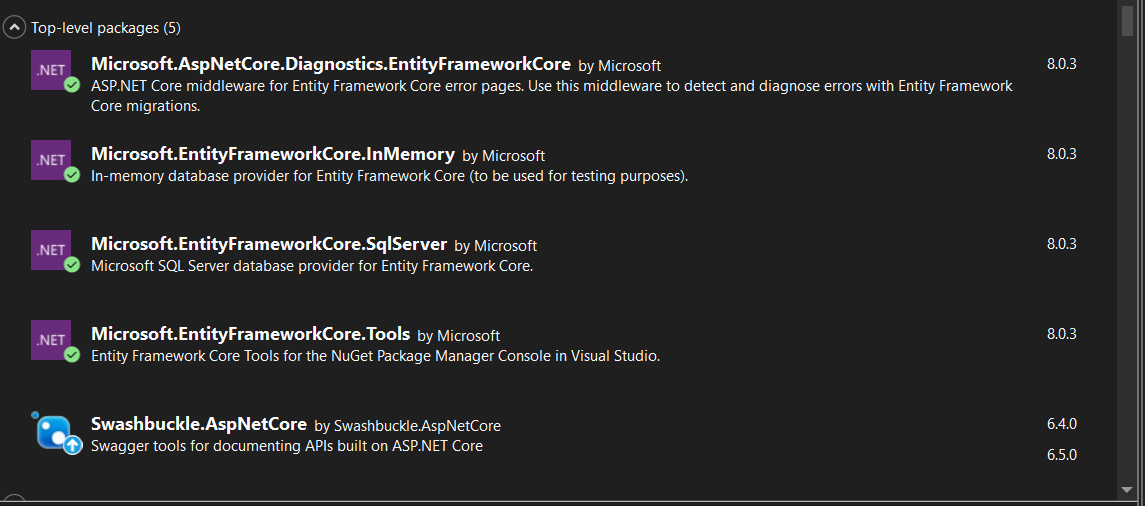 Top-level packages (5)
.NET
Microsoft.AspNetCore.Diagnostics.EntityFrameworkCore by Microsoft 8.0.3
ASP.NET Core middleware for Entity Framework Core error pages. Use this middleware to detect and diagnose errors with Entity Framework
Core migrations.
.NET
Microsoft.EntityFrameworkCore.InMemory by Microsoft 8.0.3
In-memory database provider for Entity Framework Core (to be used for testing purposes).
.NET
Microsoft.EntityFrameworkCore.SqlServer by Microsoft 8.0.3
Microsoft SQL Server database provider for Entity Framework Core.
.NET
Microsoft.EntityFrameworkCore.Tools by Microsoft 8.0.3
Entity Framework Core Tools for the NuGet Package Manager Console in Visual Studio.
Swashbuckle.AspNetCore by Swashbuckle.AspNetCore 6.4.0
Swagger tools for documenting APIs built on ASP.NET Core
6.5.0